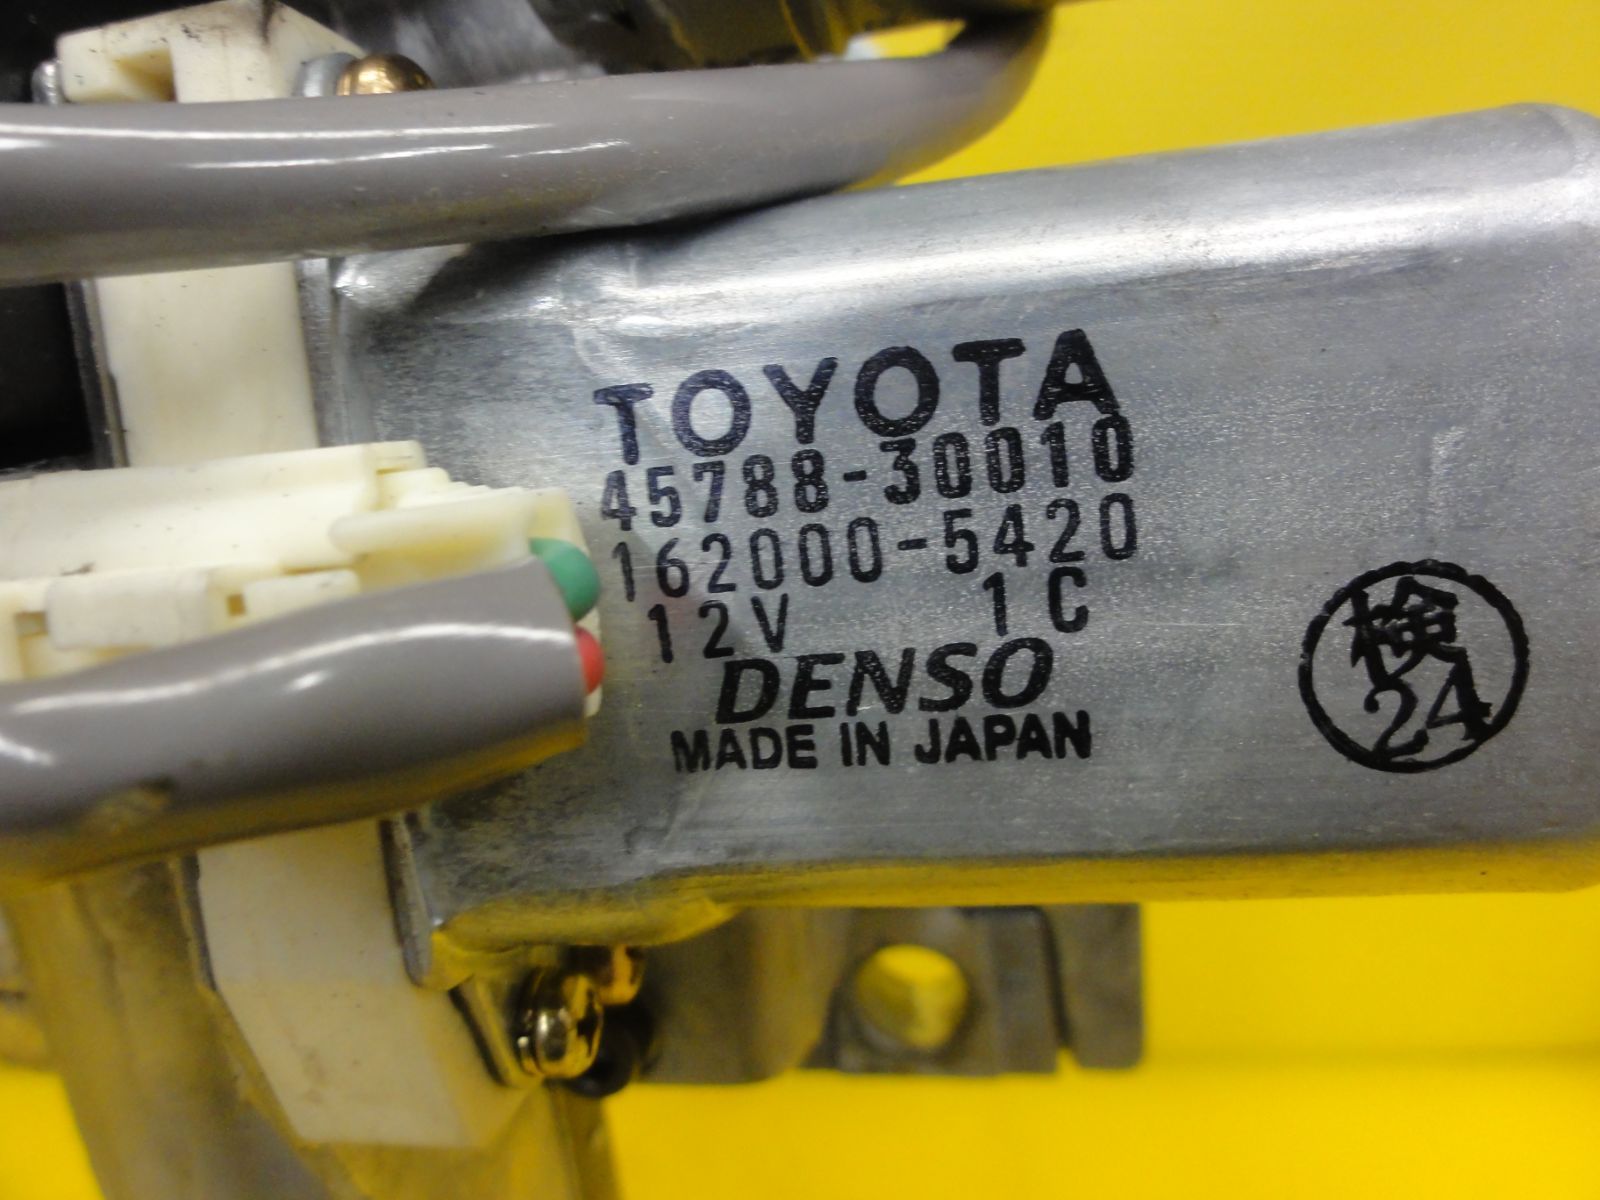 TOYOTA
45788-30010
162000-5420
12V 1C
DENSO
MADE IN JAPAN
検
24